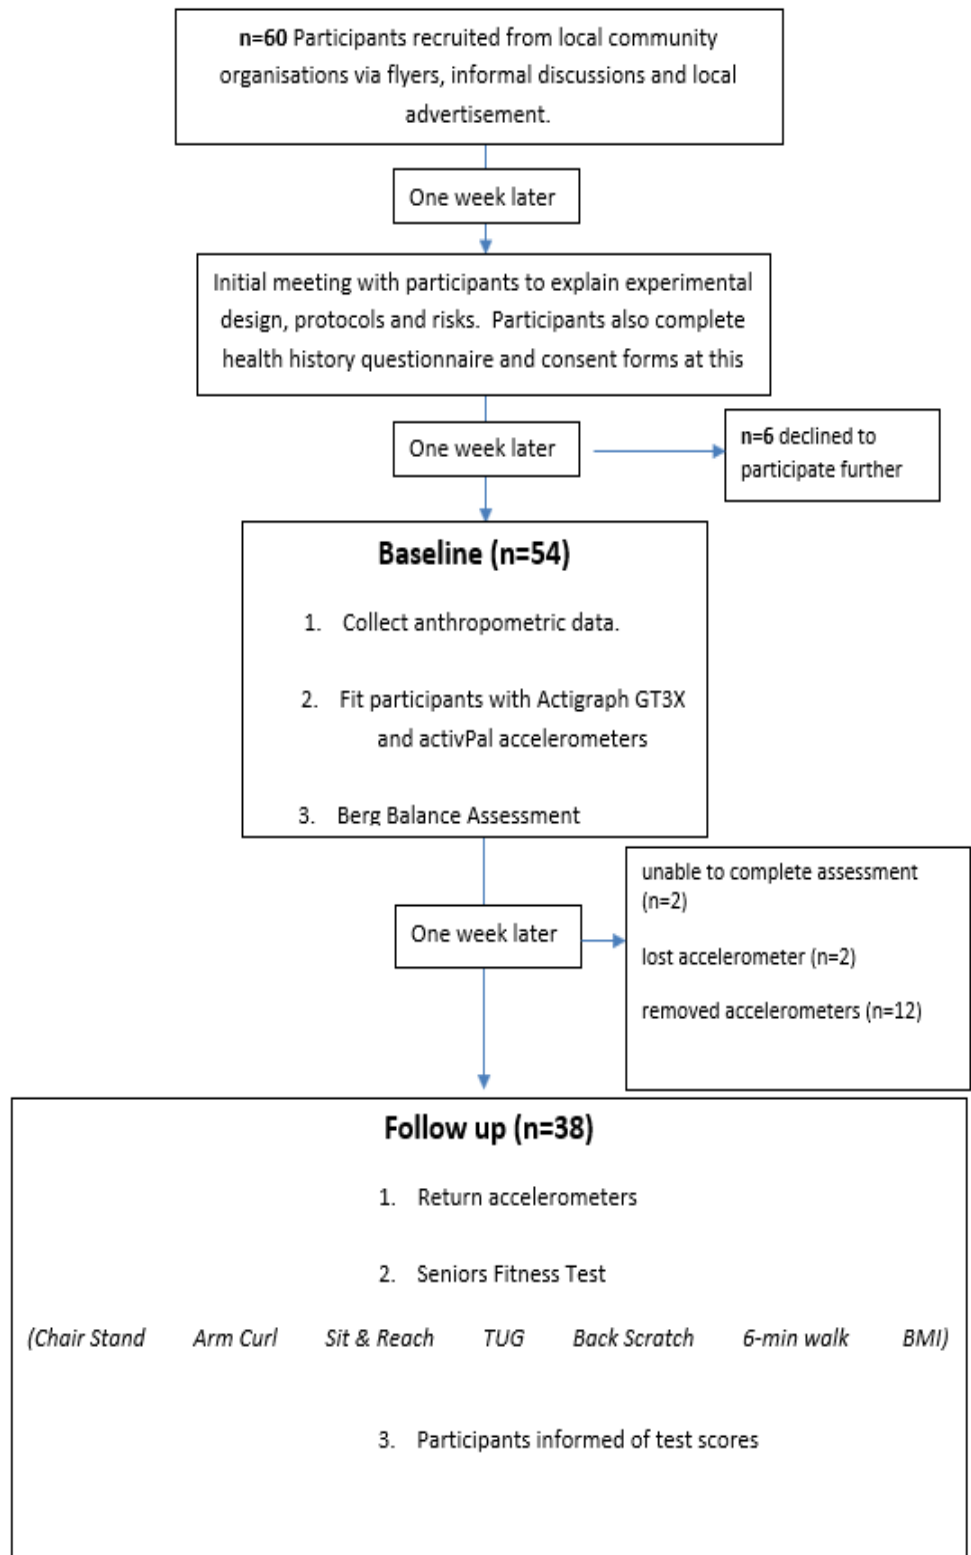 n=60 Participants recruited from local community
organisations via flyers, informal discussions and local
advertisement.
One week later
Initial meeting with participants to explain experimental
design, protocols and risks.  Participants also complete
health history questionnaire and consent forms at this
One week later
n=6 declined to
participate further
Baseline (n=54)
1. Collect anthropometric data.
2. Fit participants with Actigraph GT3X
and activPal accelerometers
3. Berg Balance Assessment
unable to complete assessment
(n=2)
One week later
lost accelerometer (n=2)
removed accelerometers (n=12)
Follow up (n=38)
1. Return accelerometers
2. Seniors Fitness Test
(Chair Stand Arm Curl Sit & Reach TUG Back Scratch 6-min walk BMI)
3. Participants informed of test scores